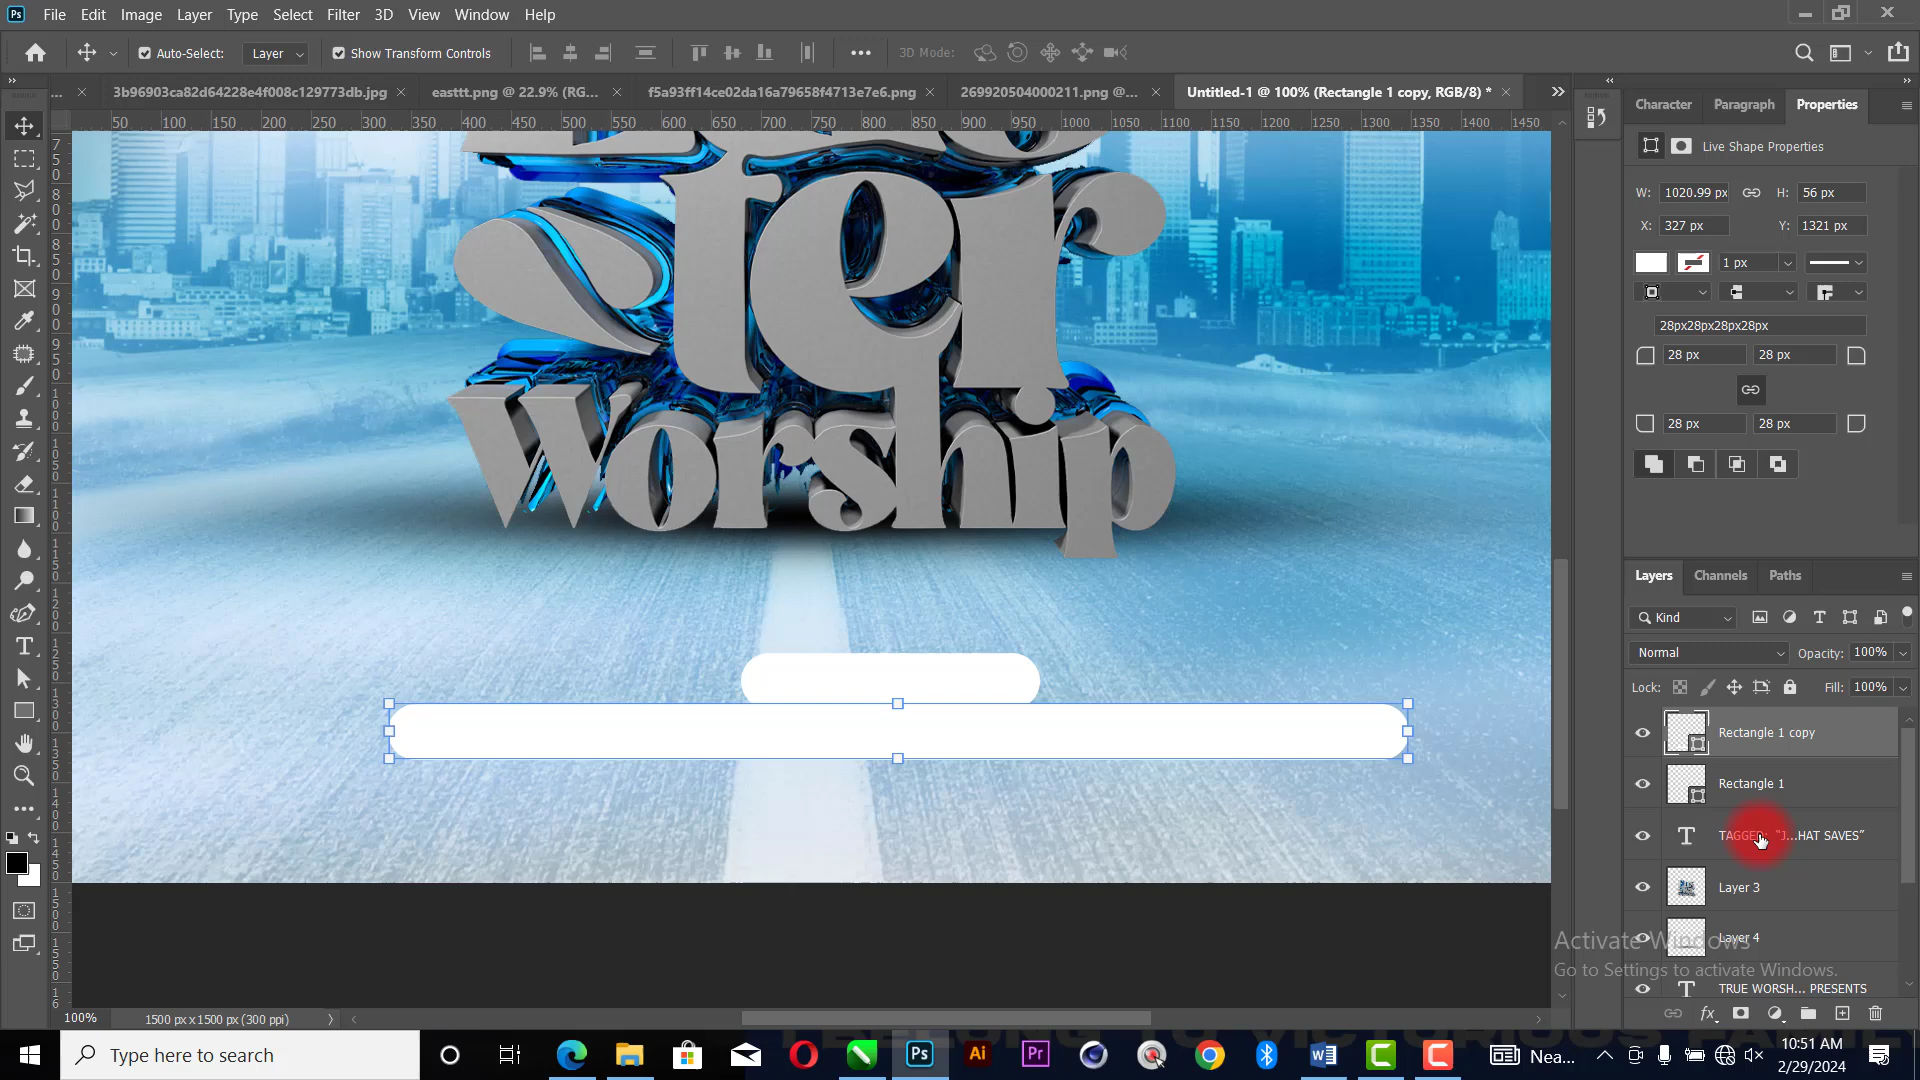 Ps File Edit Image Layer Type Select Filter 3D View Window Help
Auto-Select: Layer Show Transform Controls 3D Mode:
... 3b96903ca82d64228e4f008c129773db.jpg easttt.png @ 22.9% (RG... f5a93ff14ce02da16a79658f4713e7e6.png 269920504000211.png @... Untitled-1 @ 100% (Rectangle 1 copy, RGB/8) *
50 100 150 200 250 300 350 400 450 500 550 600 650 700 750 800 850 900 950 1000 1050 1100 1150 1200 1250 1300 1350 1400 1450
ter
Worship
Character Paragraph Properties
Live Shape Properties
W: 1020.99 px H: 56 px
X: 327 px Y: 1321 px
1 px
28px28px28px28px
28 px 28 px
28 px 28 px
Layers Channels Paths
Kind
Normal Opacity: 100%
Lock: Fill: 100%
Rectangle 1 copy
Rectangle 1
TAGGED: "J...HAT SAVES"
Layer 3
Layer 4
TRUE WORSH... PRESENTS
Activate Windows
Go to Settings to activate Windows.
100% 1500 px x 1500 px (300 ppi)
Type here to search
Ps Ai Pr
Nea...
10:51 AM
2/29/2024